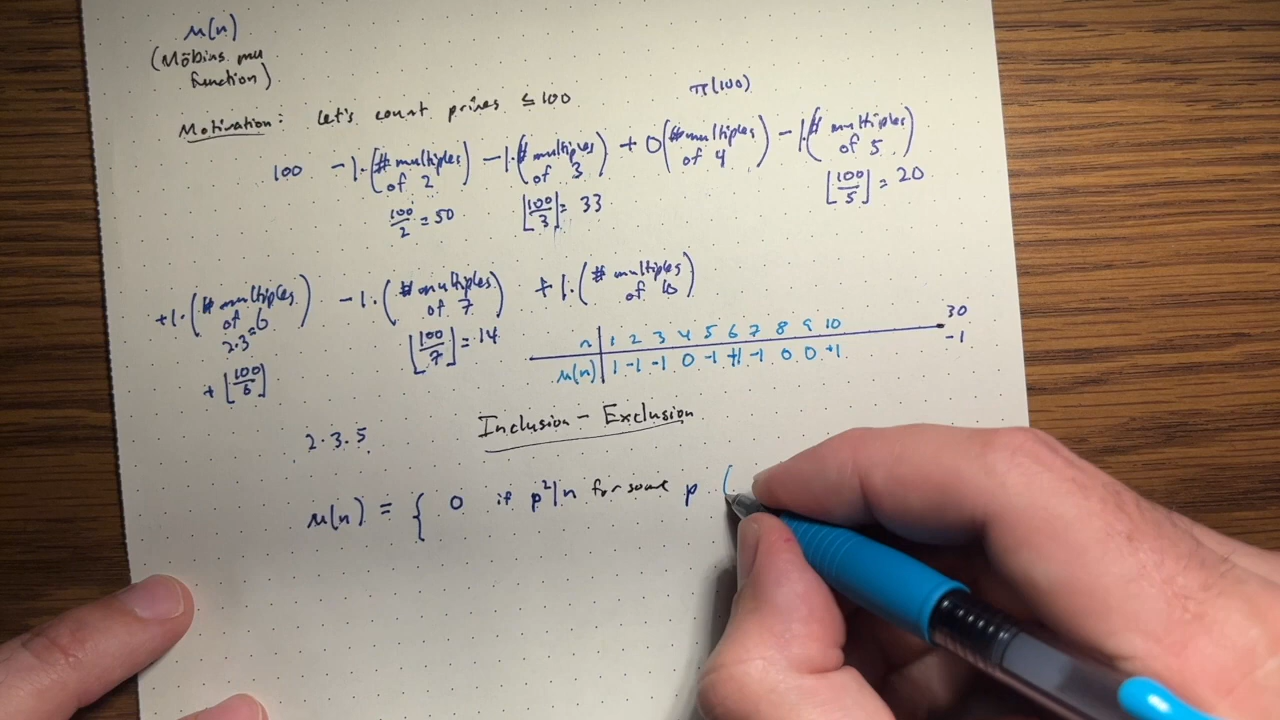 μ(n)
(Möbius mu
function)
Motivation: Let's count primes ≤ 100 π(100)
100 -1·(# multiples of 2) -1·(# multiples of 3) + 0(# multiples of 4) - 1·(# multiples of 5)
100/2 = 50 ⌊100/3⌋ = 33 ⌊100/5⌋ = 20
+1·(# multiples of 6) -1·(# multiples of 7) +1·(# multiples of 10)
2·3=6
+ ⌊100/6⌋ ⌊100/7⌋ = 14
n | 1 2 3 4 5 6 7 8 9 10 30
μ(n) | 1 -1 -1 0 -1 +1 -1 0 0 +1 -1
Inclusion - Exclusion
2·3·5
μ(n) = { 0 if p²|n for some p (